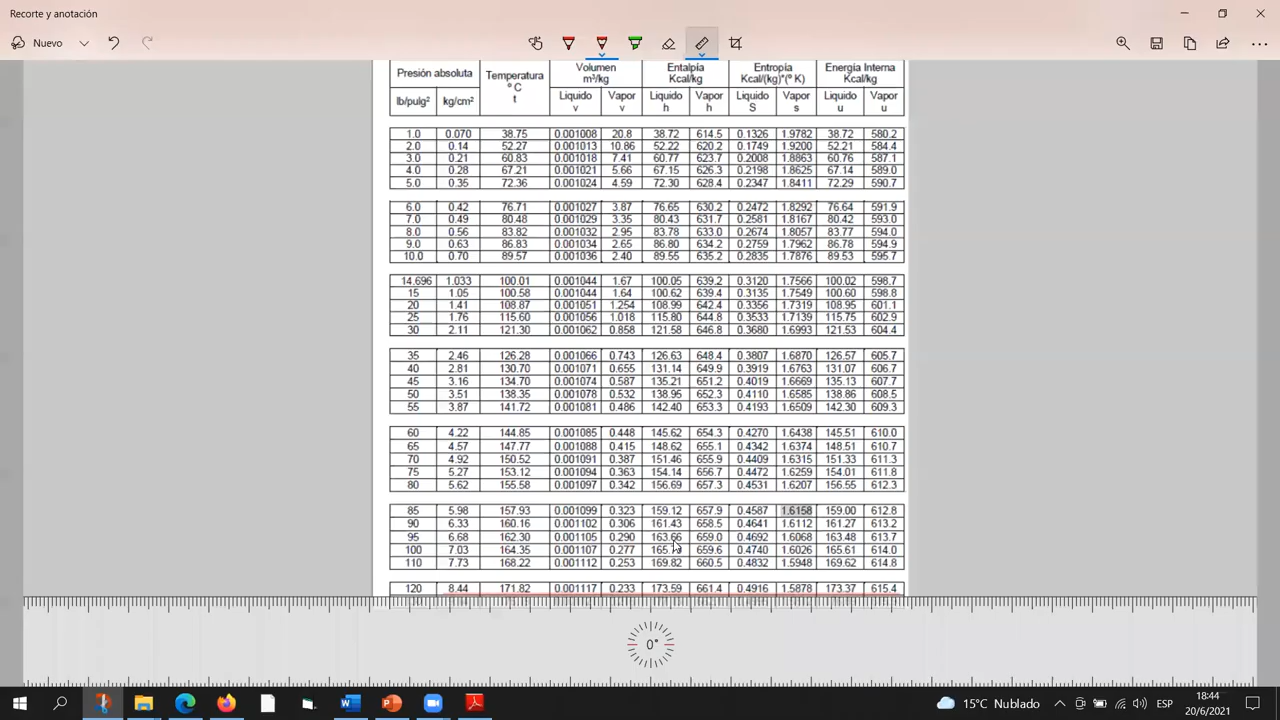 Recorte y anotación
Nuevo
Presión absoluta Temperatura º C t Volumen m³/kg Entalpía Kcal/kg Entropía Kcal/(kg)*(º K) Energía Interna Kcal/kg
lb/pulg² kg/cm² Liquido v Vapor v Liquido h Vapor h Liquido S Vapor s Liquido u Vapor u
1.0 0.070 38.75 0.001008 20.8 38.72 614.5 0.1326 1.9782 38.72 580.2
2.0 0.14 52.27 0.001013 10.86 52.22 620.2 0.1749 1.9200 52.21 584.4
3.0 0.21 60.83 0.001018 7.41 60.77 623.7 0.2008 1.8863 60.76 587.1
4.0 0.28 67.21 0.001021 5.66 67.15 626.3 0.2198 1.8625 67.14 589.0
5.0 0.35 72.36 0.001024 4.59 72.30 628.4 0.2347 1.8411 72.29 590.7
6.0 0.42 76.71 0.001027 3.87 76.65 630.2 0.2472 1.8292 76.64 591.9
7.0 0.49 80.48 0.001029 3.35 80.43 631.7 0.2581 1.8167 80.42 593.0
8.0 0.56 83.82 0.001032 2.95 83.78 633.0 0.2674 1.8057 83.77 594.0
9.0 0.63 86.83 0.001034 2.65 86.80 634.2 0.2759 1.7962 86.78 594.9
10.0 0.70 89.57 0.001036 2.40 89.55 635.2 0.2835 1.7876 89.53 595.7
14.696 1.033 100.01 0.001044 1.67 100.05 639.2 0.3120 1.7566 100.02 598.7
15 1.05 100.58 0.001044 1.64 100.62 639.4 0.3135 1.7549 100.60 598.8
20 1.41 108.87 0.001051 1.254 108.99 642.4 0.3356 1.7319 108.95 601.1
25 1.76 115.60 0.001056 1.018 115.80 644.8 0.3533 1.7139 115.75 602.9
30 2.11 121.30 0.001062 0.858 121.58 646.8 0.3680 1.6993 121.53 604.4
35 2.46 126.28 0.001066 0.743 126.63 648.4 0.3807 1.6870 126.57 605.7
40 2.81 130.70 0.001071 0.655 131.14 649.9 0.3919 1.6763 131.07 606.7
45 3.16 134.70 0.001074 0.587 135.21 651.2 0.4019 1.6669 135.13 607.7
50 3.51 138.35 0.001078 0.532 138.95 652.3 0.4110 1.6585 138.86 608.5
55 3.87 141.72 0.001081 0.486 142.40 653.3 0.4193 1.6509 142.30 609.3
60 4.22 144.85 0.001085 0.448 145.62 654.3 0.4270 1.6438 145.51 610.0
65 4.57 147.77 0.001088 0.415 148.62 655.1 0.4342 1.6374 148.51 610.7
70 4.92 150.52 0.001091 0.387 151.46 655.9 0.4409 1.6315 151.33 611.3
75 5.27 153.12 0.001094 0.363 154.14 656.7 0.4472 1.6259 154.01 611.8
80 5.62 155.58 0.001097 0.342 156.69 657.3 0.4531 1.6207 156.55 612.3
85 5.98 157.93 0.001099 0.323 159.12 657.9 0.4587 1.6158 159.00 612.8
90 6.33 160.16 0.001102 0.306 161.43 658.5 0.4641 1.6112 161.27 613.2
95 6.68 162.30 0.001105 0.290 163.66 659.0 0.4692 1.6068 163.48 613.7
100 7.03 164.35 0.001107 0.277 659.6 0.4740 1.6026 165.61 614.0
110 7.73 168.22 0.001112 0.253 169.82 660.5 0.4832 1.5948 169.62 614.8
120 8.44 171.82 0.001117 0.233 173.59 661.4 0.4916 1.5878 173.37 615.4
0°
15°C Nublado ESP 18:44
20/6/2021